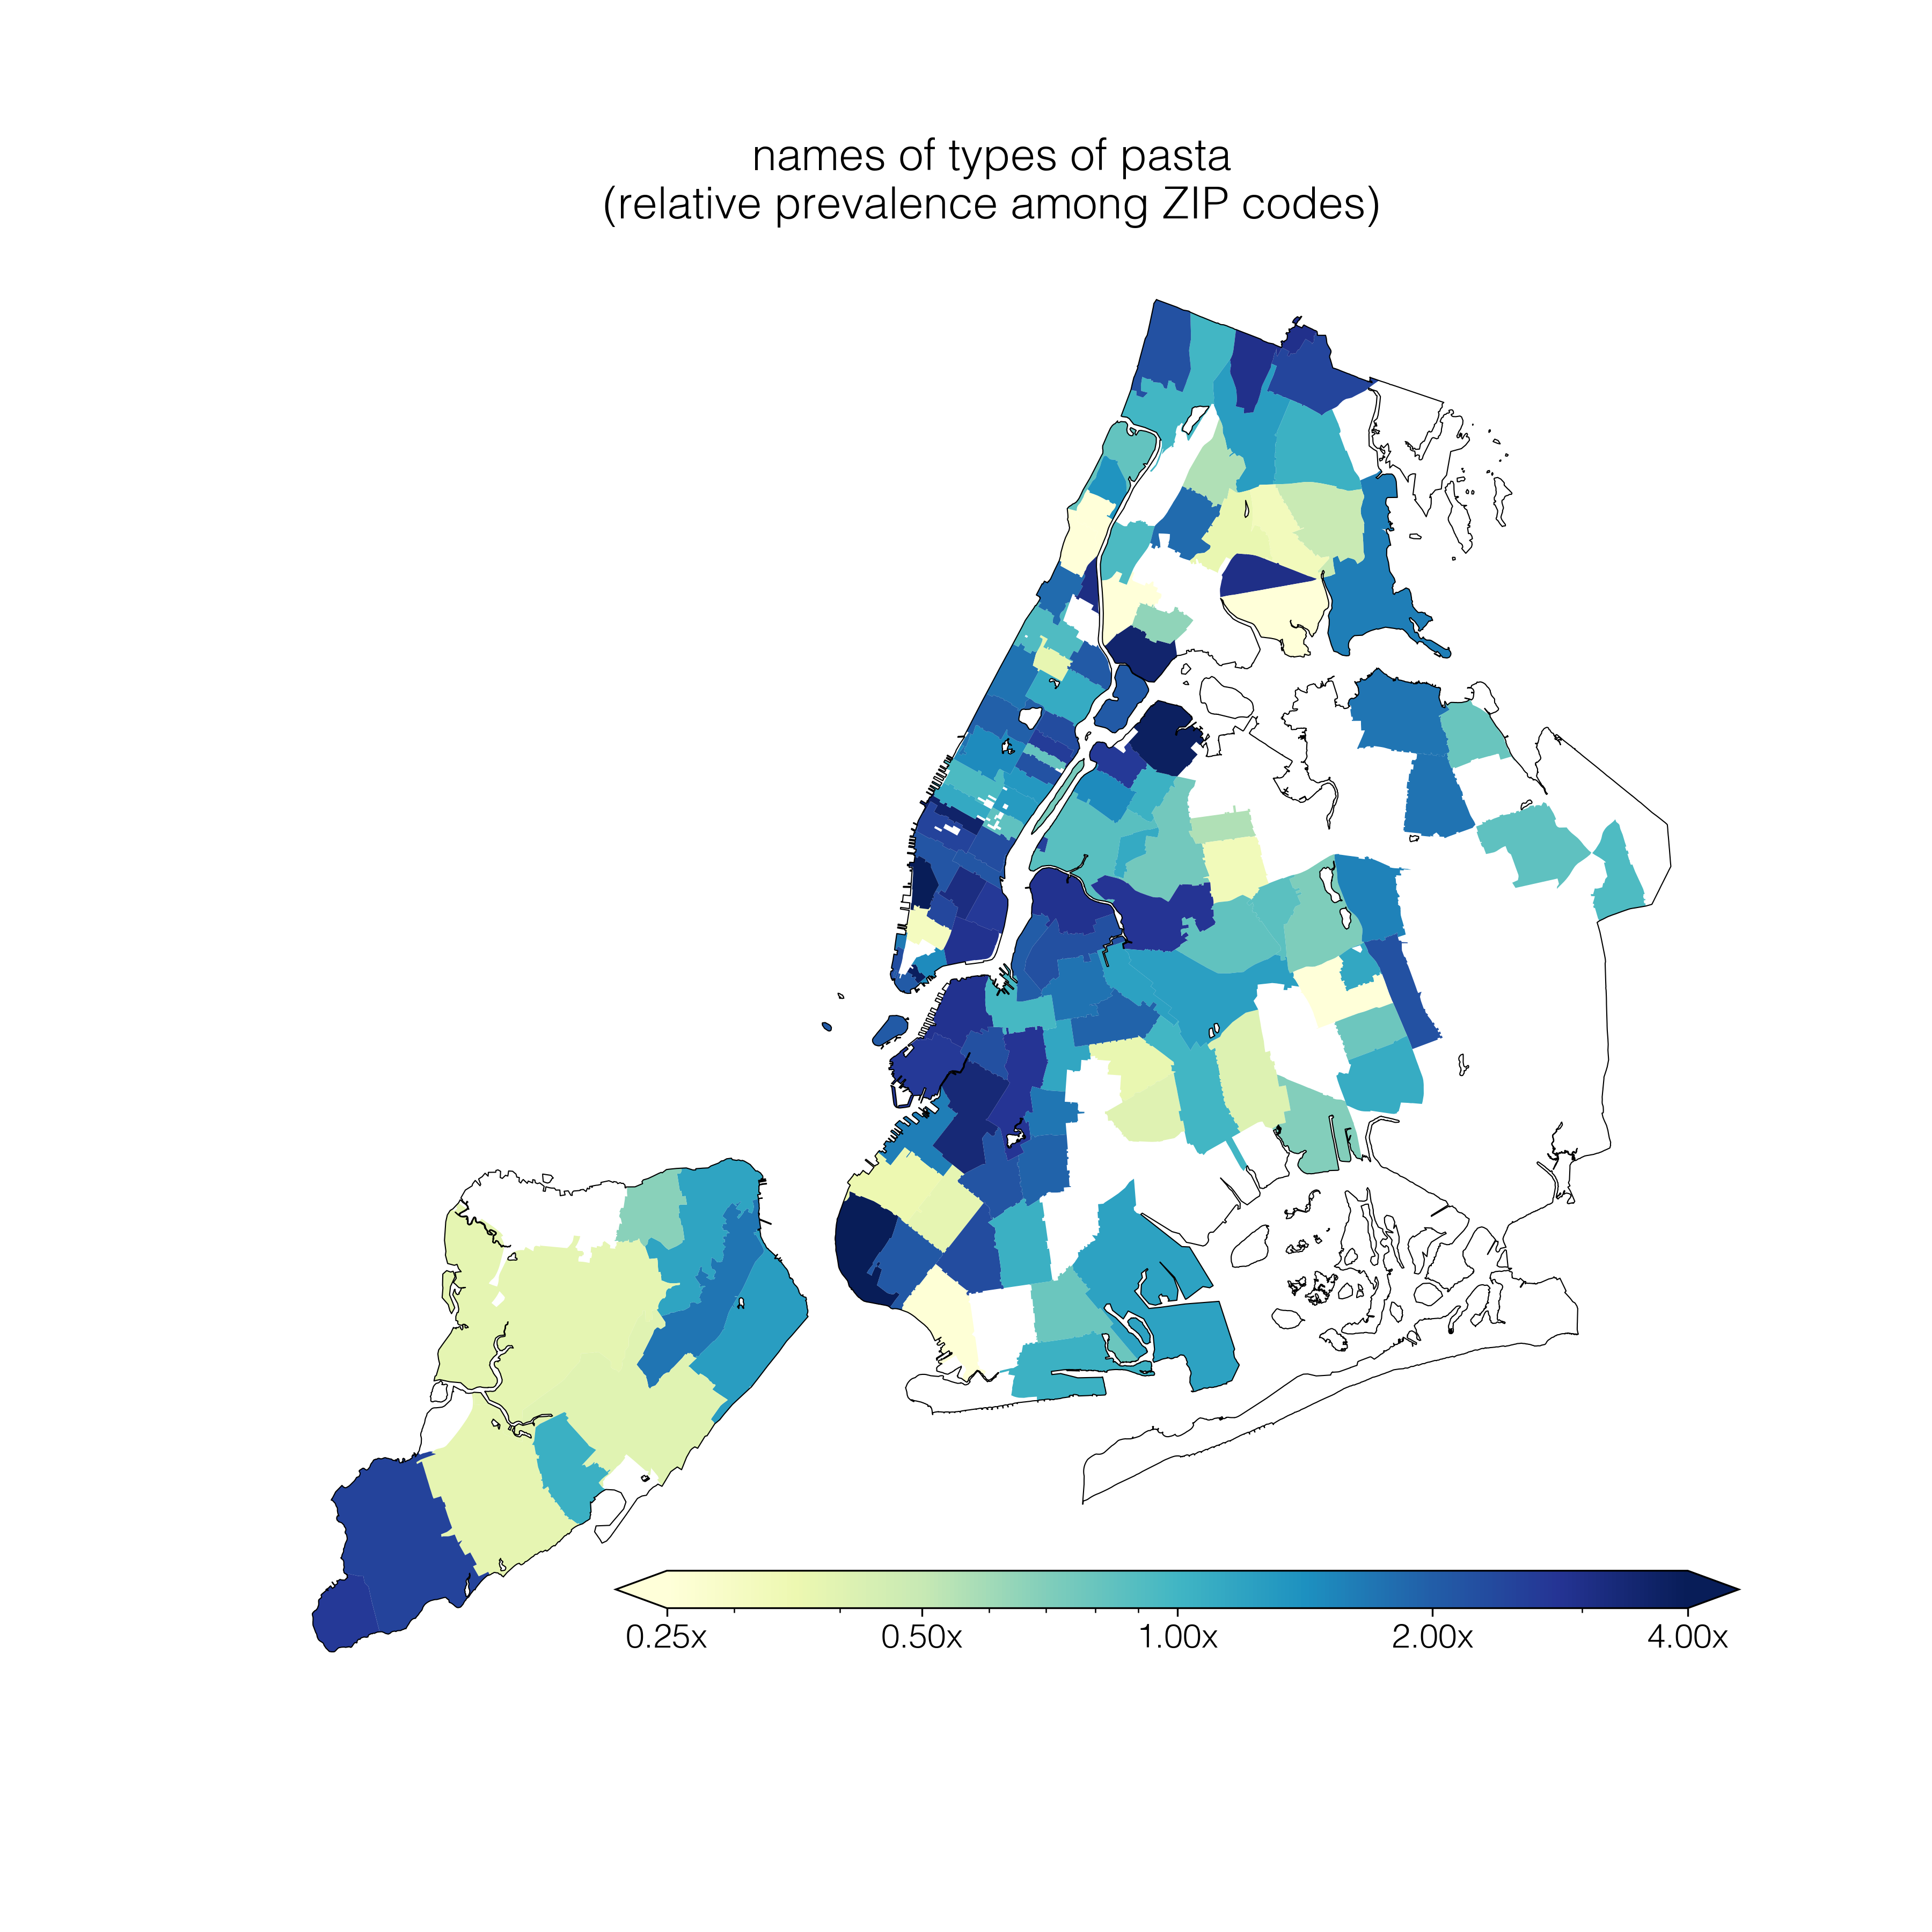 names of types of pasta
(relative prevalence among ZIP codes)
0.25x 0.50x 1.00x 2.00x 4.00x